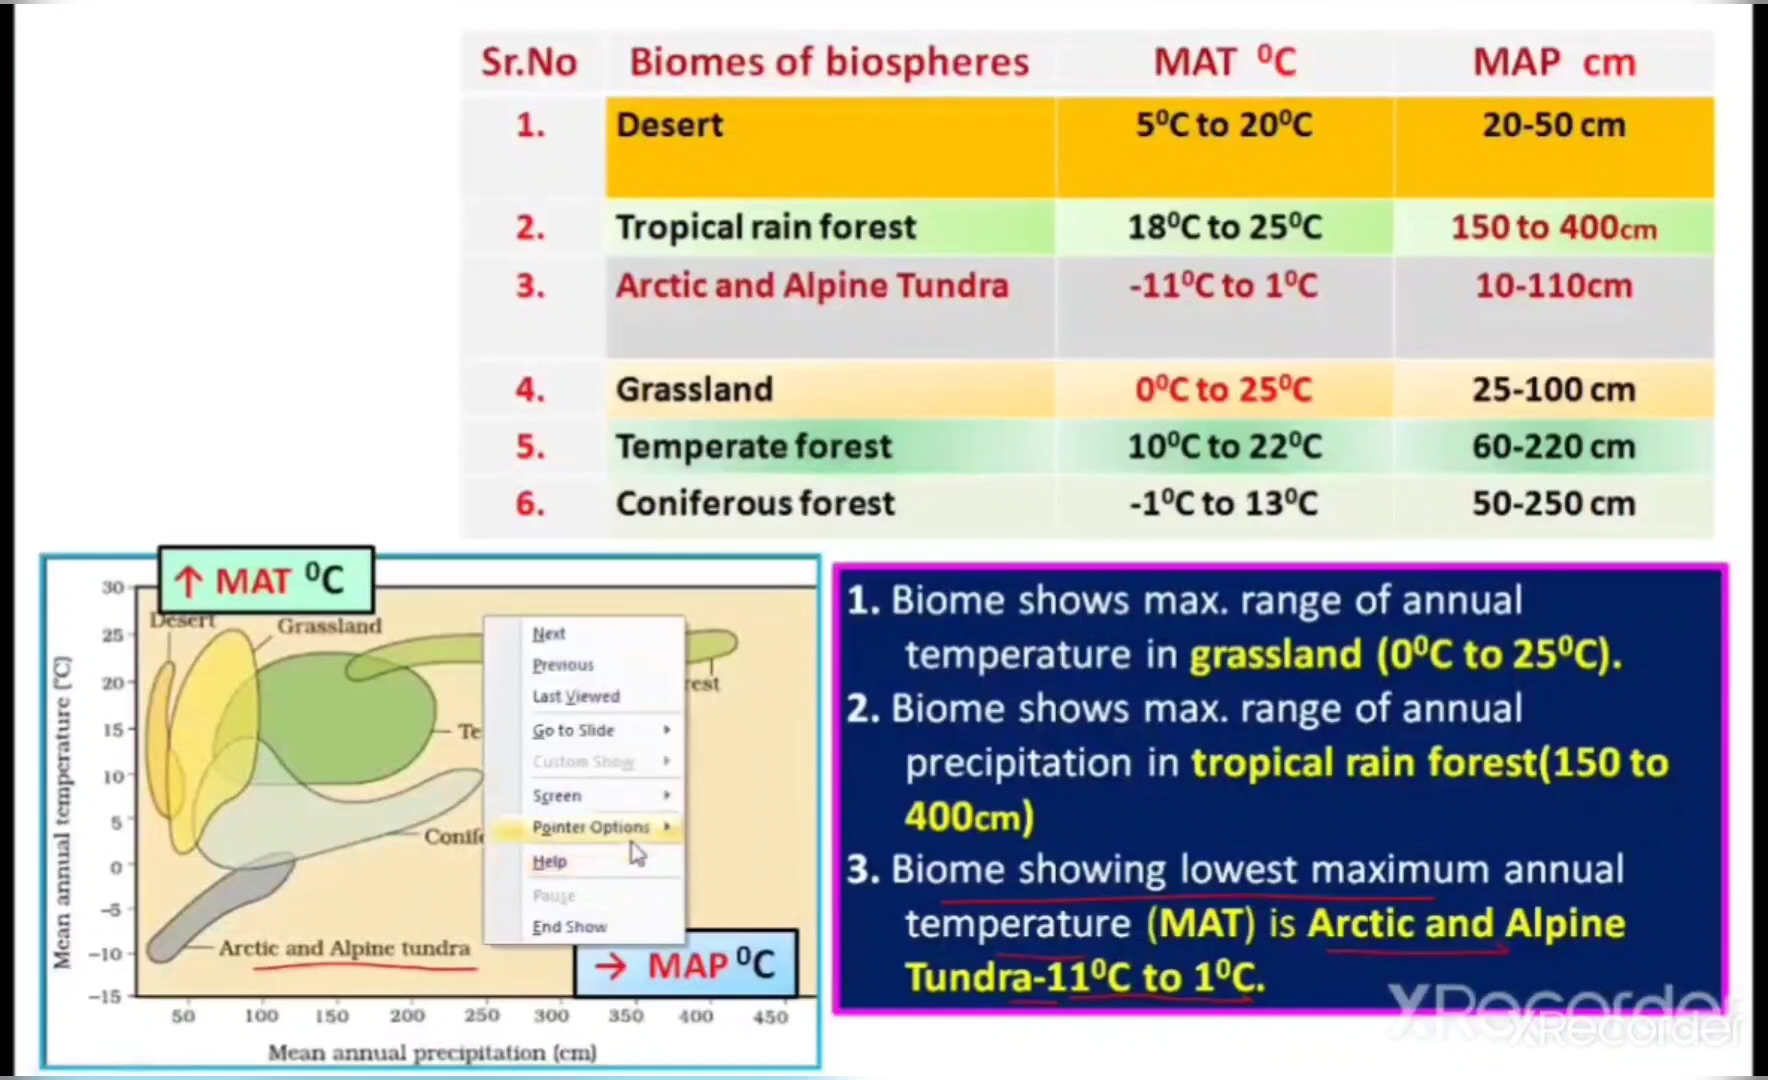 Sr.No Biomes of biospheres MAT ⁰C MAP cm
1. Desert 5⁰C to 20⁰C 20-50 cm
2. Tropical rain forest 18⁰C to 25⁰C 150 to 400cm
3. Arctic and Alpine Tundra -11⁰C to 1⁰C 10-110cm
4. Grassland 0⁰C to 25⁰C 25-100 cm
5. Temperate forest 10⁰C to 22⁰C 60-220 cm
6. Coniferous forest -1⁰C to 13⁰C 50-250 cm
↑ MAT ⁰C
30
25
20
15
10
5
0
−5
−10
−15
Mean annual temperature (°C)
Desert
Grassland
rest
Te
Conife
Arctic and Alpine tundra
→ MAP ⁰C
50 100 150 200 250 300 350 400 450
Mean annual precipitation (cm)
Next
Previous
Last Viewed
Go to Slide
Custom Show
Screen
Pointer Options
Help
Pause
End Show
1. Biome shows max. range of annual
temperature in grassland (0⁰C to 25⁰C).
2. Biome shows max. range of annual
precipitation in tropical rain forest(150 to
400cm)
3. Biome showing lowest maximum annual
temperature (MAT) is Arctic and Alpine
Tundra-11⁰C to 1⁰C.
XRecorder
XRecorder